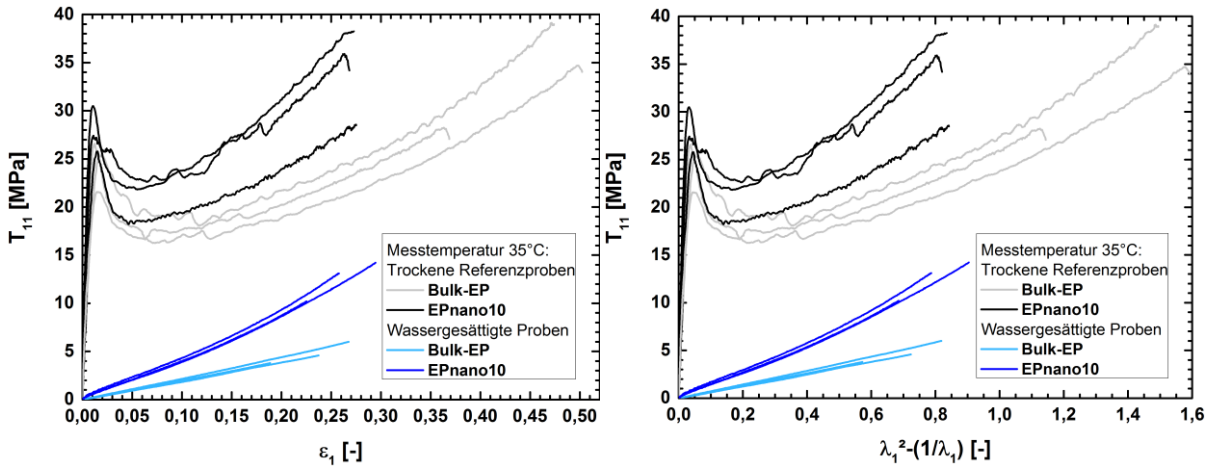 40
35
30
25
20
15
10
5
0
T₁₁ [MPa]
0,00 0,05 0,10 0,15 0,20 0,25 0,30 0,35 0,40 0,45 0,50
ε₁ [-]
Messtemperatur 35°C:
Trockene Referenzproben
Bulk-EP
EPnano10
Wassergesättigte Proben
Bulk-EP
EPnano10
40
35
30
25
20
15
10
5
0
T₁₁ [MPa]
0,0 0,2 0,4 0,6 0,8 1,0 1,2 1,4 1,6
λ₁²-(1/λ₁) [-]
Messtemperatur 35°C:
Trockene Referenzproben
Bulk-EP
EPnano10
Wassergesättigte Proben
Bulk-EP
EPnano10